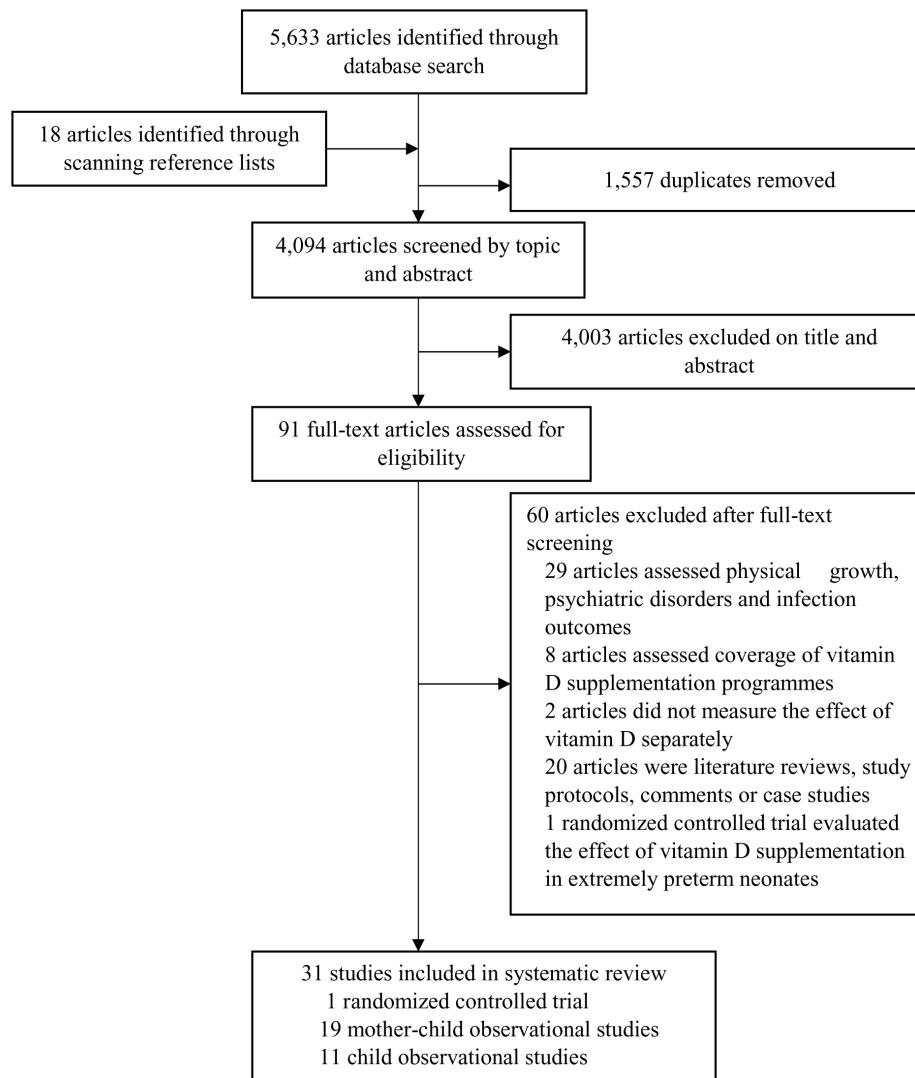 5,633 articles identified through
database search
18 articles identified through
scanning reference lists
1,557 duplicates removed
4,094 articles screened by topic
and abstract
4,003 articles excluded on title and
abstract
91 full-text articles assessed for
eligibility
60 articles excluded after full-text
screening
29 articles assessed physical growth,
psychiatric disorders and infection
outcomes
8 articles assessed coverage of vitamin
D supplementation programmes
2 articles did not measure the effect of
vitamin D separately
20 articles were literature reviews, study
protocols, comments or case studies
1 randomized controlled trial evaluated
the effect of vitamin D supplementation
in extremely preterm neonates
31 studies included in systematic review
1 randomized controlled trial
19 mother-child observational studies
11 child observational studies